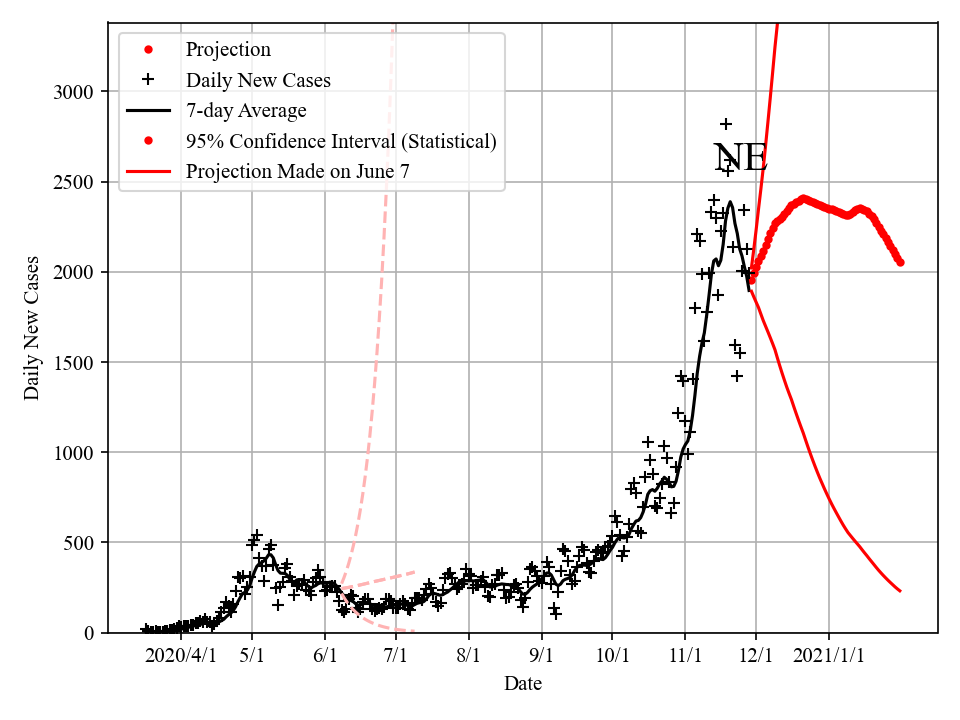 Projection
Daily New Cases
7-day Average
95% Confidence Interval (Statistical)
Projection Made on June 7
NE
3000
2500
2000
1500
1000
500
0
Daily New Cases
2020/4/1 5/1 6/1 7/1 8/1 9/1 10/1 11/1 12/1 2021/1/1
Date